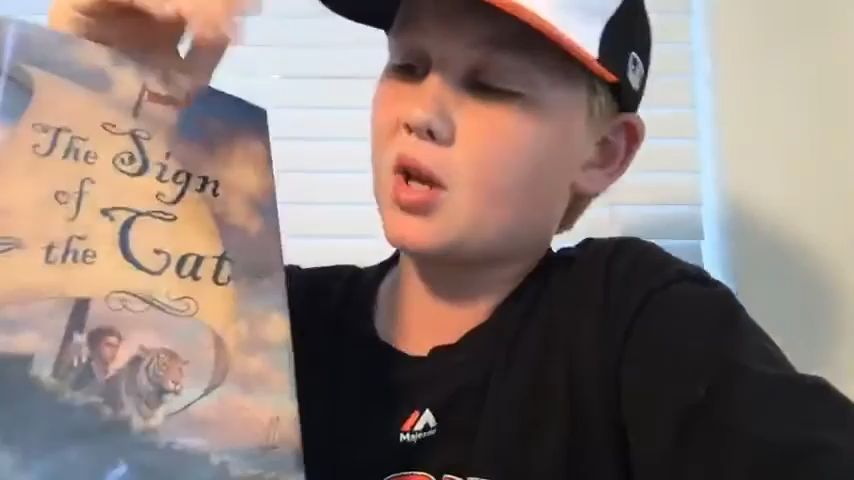 The Sign
of
the Cat
Majestic